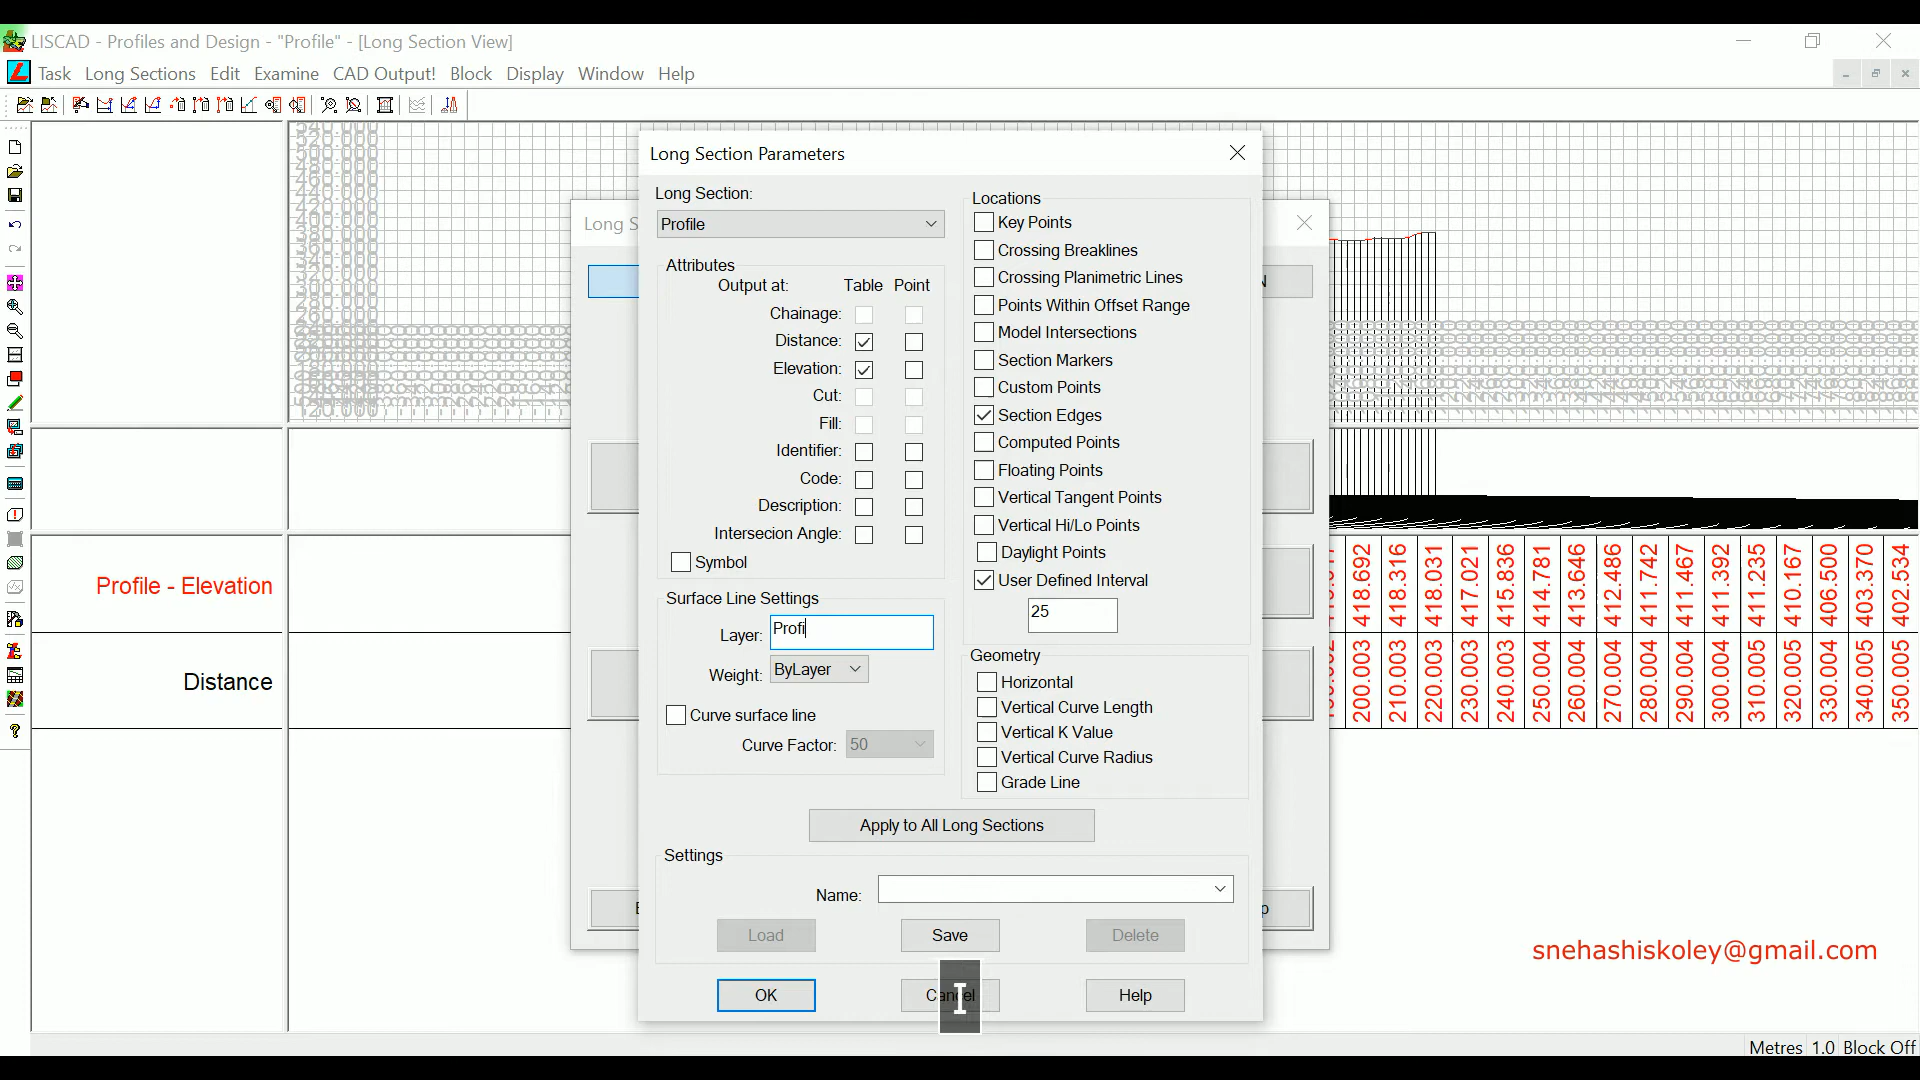 LISCAD - Profiles and Design - "Profile" - [Long Section View]
Task Long Sections Edit Examine CAD Output! Block Display Window Help
Long Section Parameters
Long S
Long Section:
Profile
Attributes
Output at: Table Point
Chainage:
Distance:
Elevation:
Cut:
Fill:
Identifier:
Code:
Description:
Intersecion Angle:
Symbol
Surface Line Settings
Layer: Profi
Weight: ByLayer
Curve surface line
Curve Factor: 50
Locations
Key Points
Crossing Breaklines
Crossing Planimetric Lines
Points Within Offset Range
Model Intersections
Section Markers
Custom Points
Section Edges
Computed Points
Floating Points
Vertical Tangent Points
Vertical Hi/Lo Points
Daylight Points
User Defined Interval
25
Geometry
Horizontal
Vertical Curve Length
Vertical K Value
Vertical Curve Radius
Grade Line
Apply to All Long Sections
Settings
Name:
Load Save Delete
OK Cancel Help
Profile - Elevation
418.692 418.316 418.031 417.021 415.836 414.781 413.646 412.486 411.742 411.467 411.392 411.235 410.167 406.500 403.370 402.534
Distance
200.003 210.003 220.003 230.003 240.003 250.004 260.004 270.004 280.004 290.004 300.004 310.005 320.005 330.004 340.005 350.005
snehashiskoley@gmail.com
Metres 1.0 Block Off